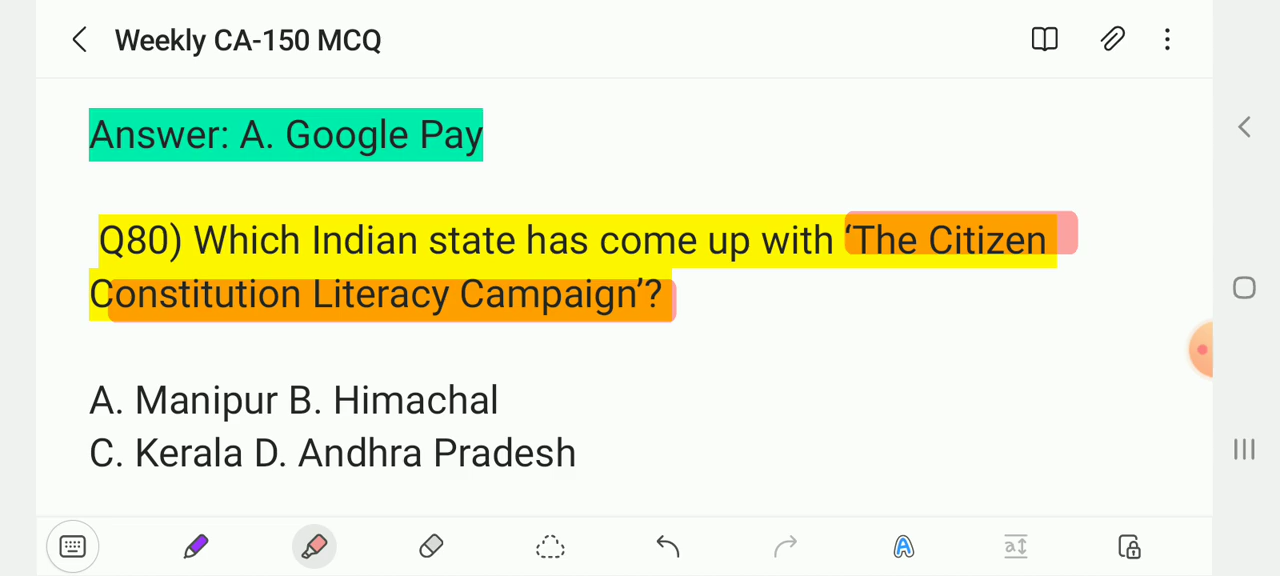 Weekly CA-150 MCQ
Answer: A. Google Pay
Q80) Which Indian state has come up with ‘The Citizen
Constitution Literacy Campaign’?
A. Manipur B. Himachal
C. Kerala D. Andhra Pradesh